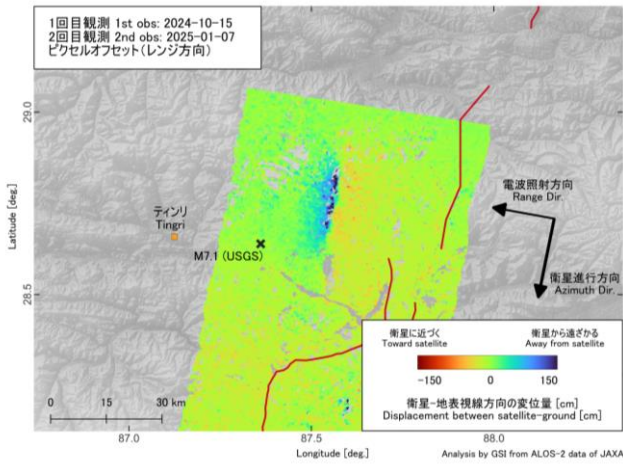 1回目観測 1st obs: 2024-10-15
2回目観測 2nd obs: 2025-01-07
ピクセルオフセット(レンジ方向)
29.0
28.5
Latitude [deg.]
ティンリ
Tingri
M7.1 (USGS)
電波照射方向
Range Dir.
衛星進行方向
Azimuth Dir.
衛星に近づく 衛星から遠ざかる
Toward satellite Away from satellite
-150 0 150
[cm]
衛星-地表視線方向の変位量 [cm]
Displacement between satellite-ground [cm]
0 15 30 km
87.0 87.5 88.0
Longitude [deg.]
Analysis by GSI from ALOS-2 data of JAXA